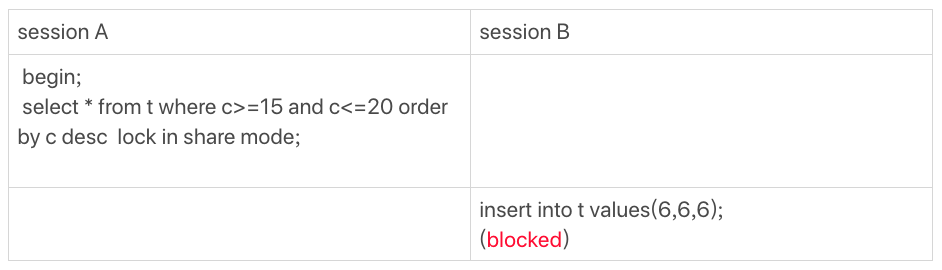 session A
session B
begin;
select * from t where c>=15 and c<=20 order
by c desc lock in share mode;
insert into t values(6,6,6);
(blocked)